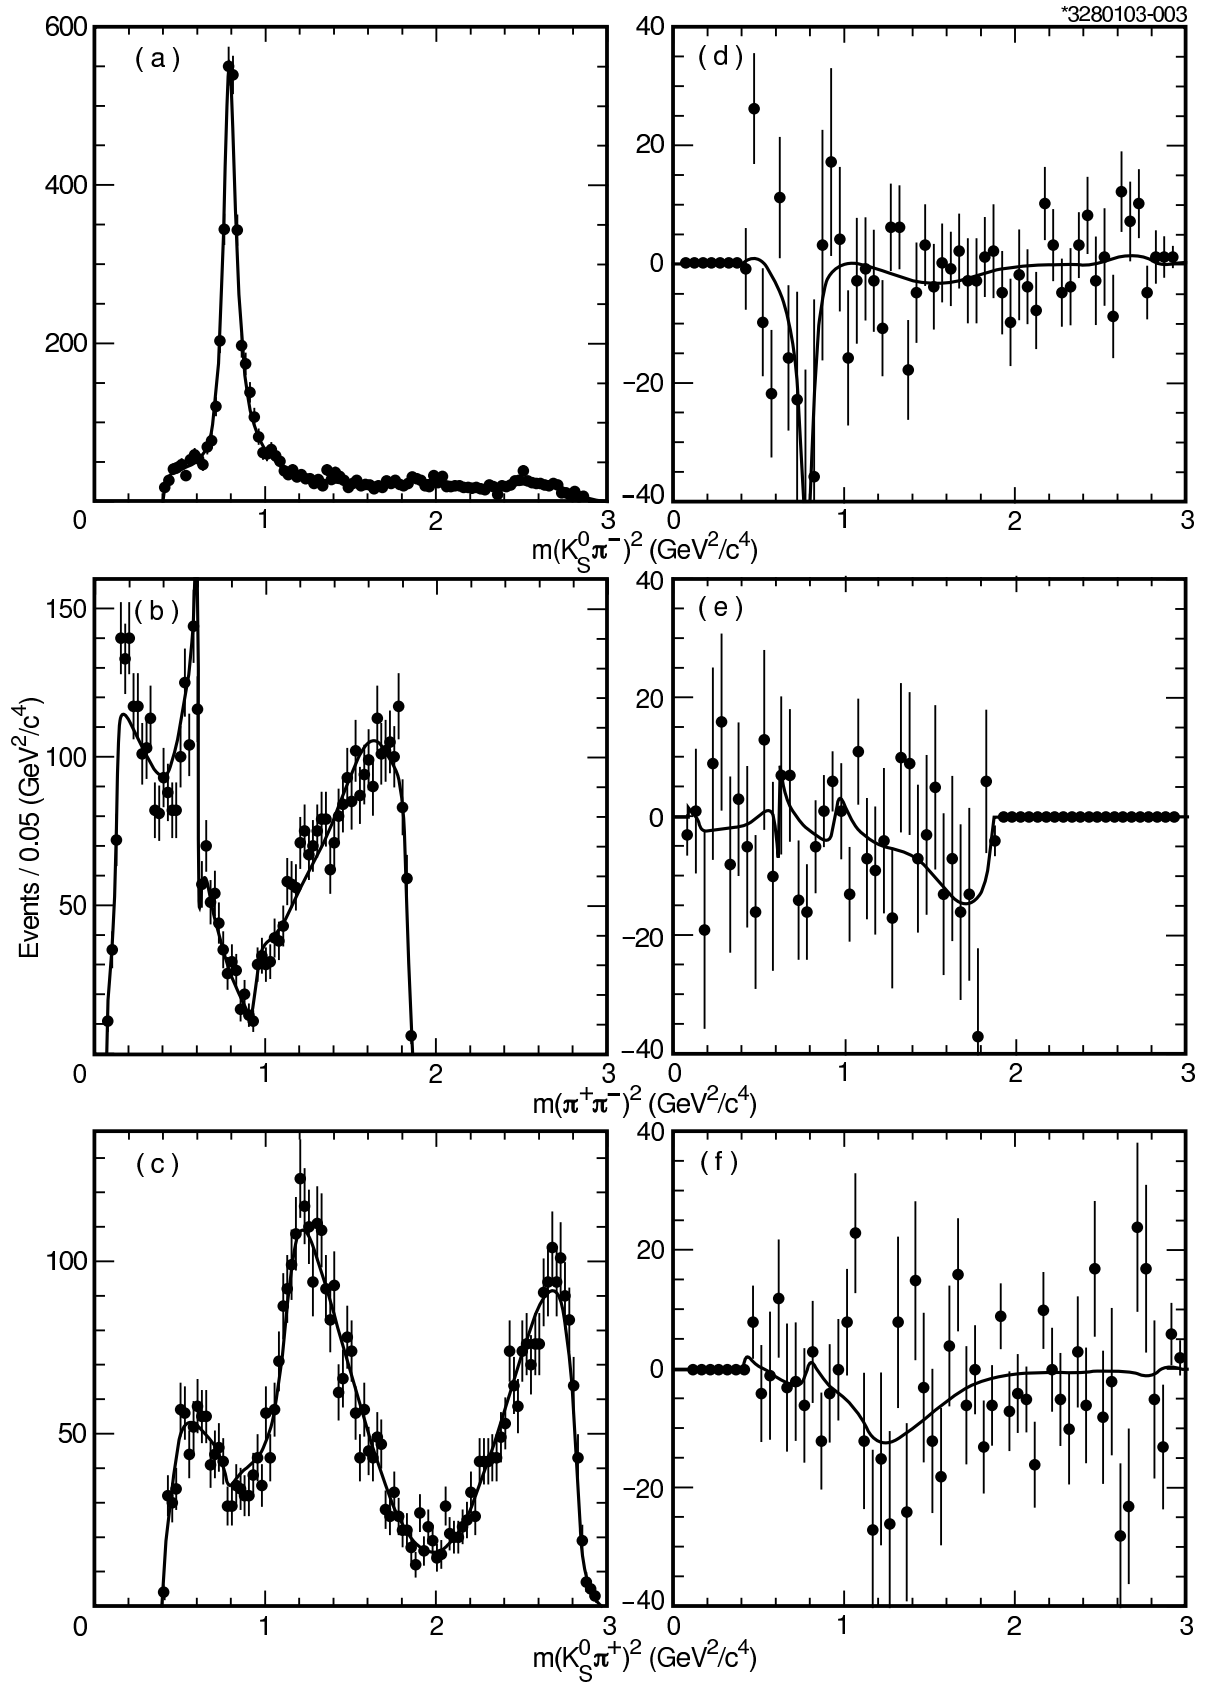 *3280103-003
600
400
200
0 1 2 3
(a)
40
20
0
−20
−40
0 1 2 3
(d)
m(K⁰_S π⁻)² (GeV²/c⁴)
Events / 0.05 (GeV²/c⁴)
150
100
50
0 1 2 3
(b)
40
20
0
−20
−40
0 1 2 3
(e)
m(π⁺π⁻)² (GeV²/c⁴)
100
50
0 1 2 3
(c)
40
20
0
−20
−40
0 1 2 3
(f)
m(K⁰_S π⁺)² (GeV²/c⁴)